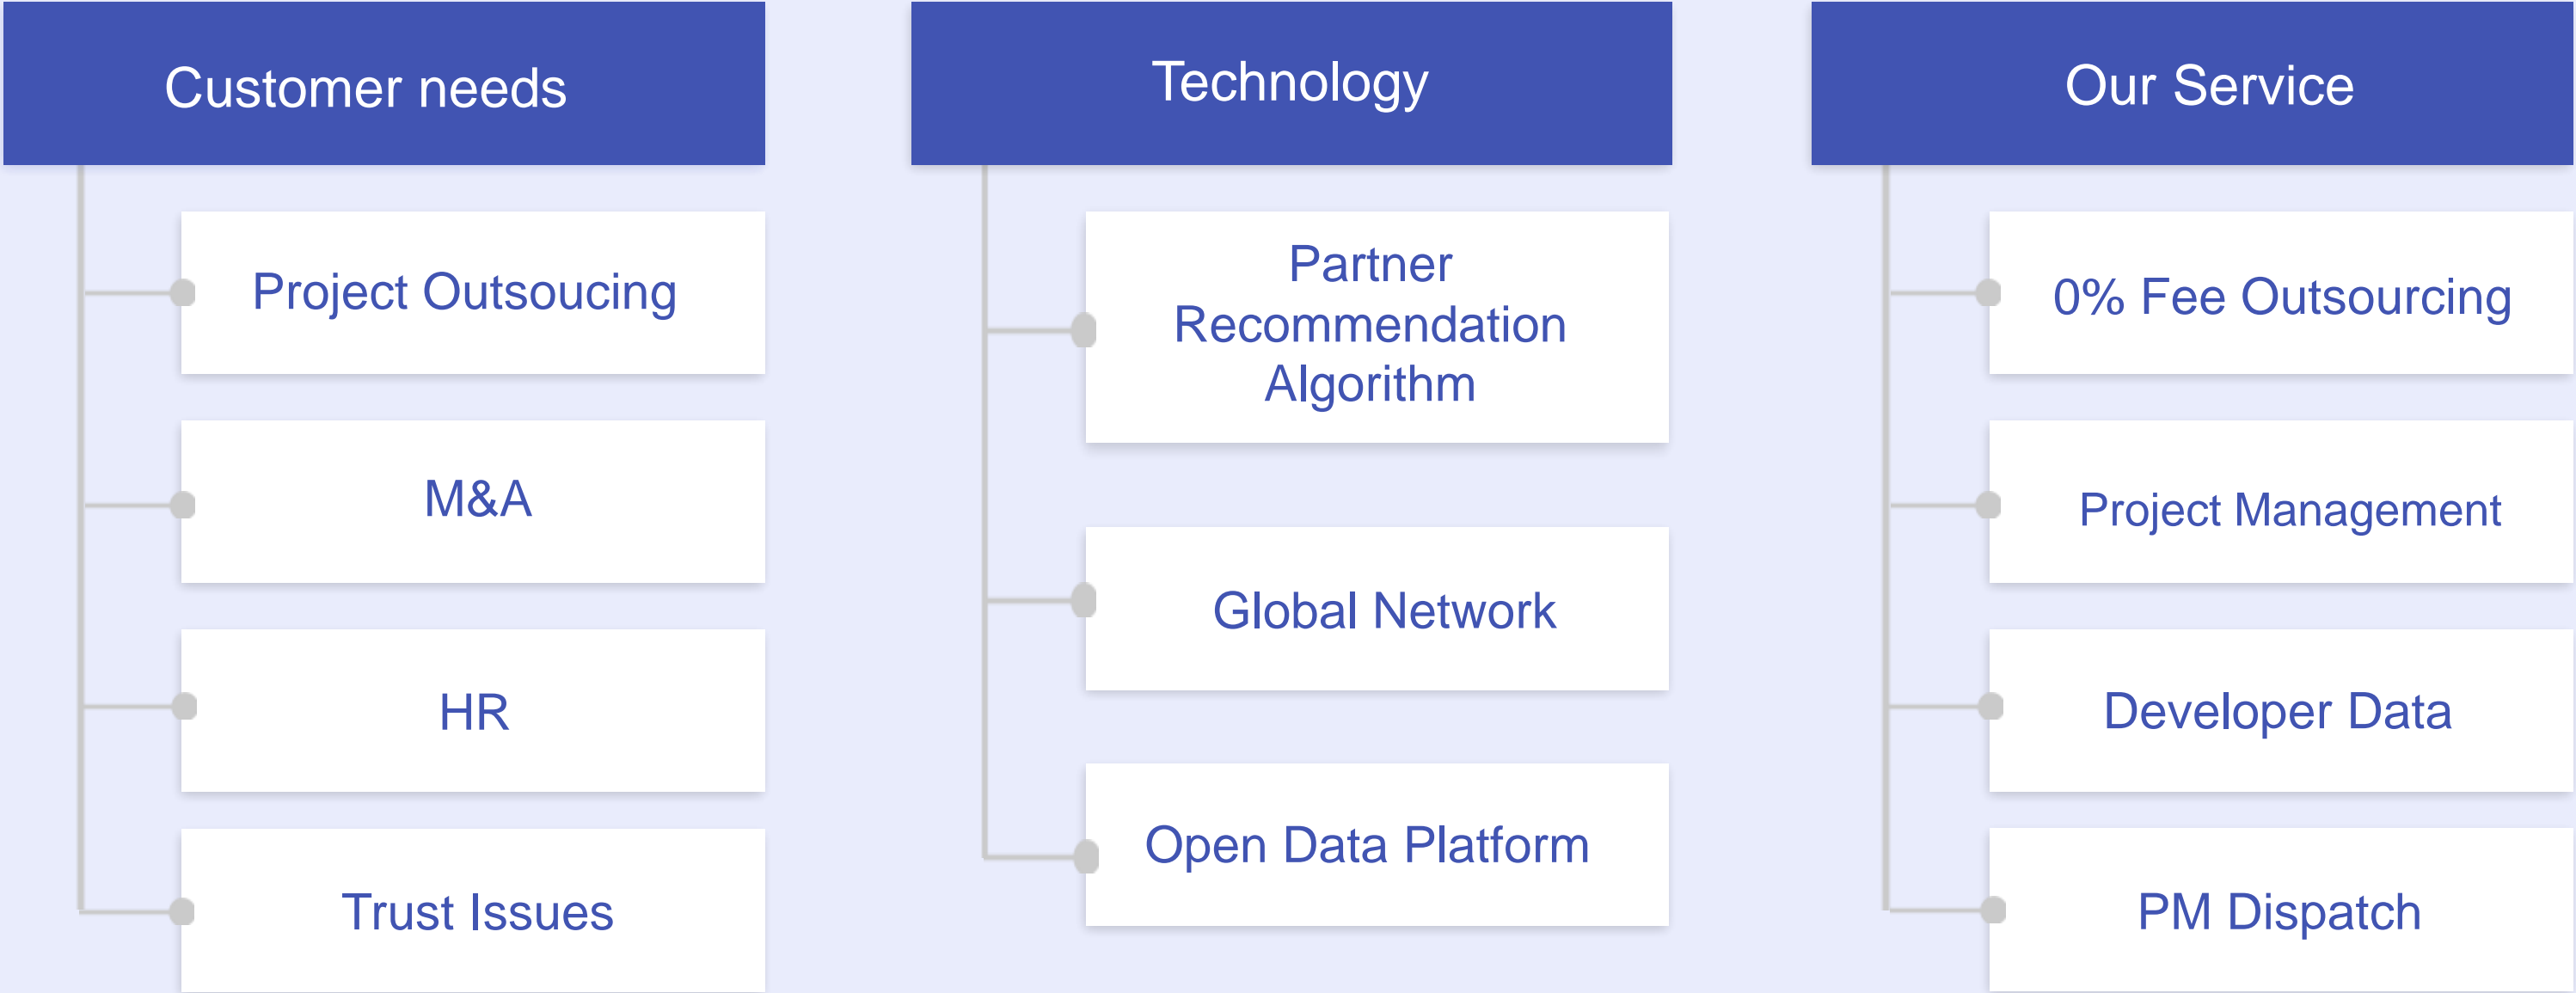 Customer needs
Project Outsoucing
M&A
HR
Trust Issues
Technology
Partner
Recommendation
Algorithm
Global Network
Open Data Platform
Our Service
0% Fee Outsourcing
Project Management
Developer Data
PM Dispatch